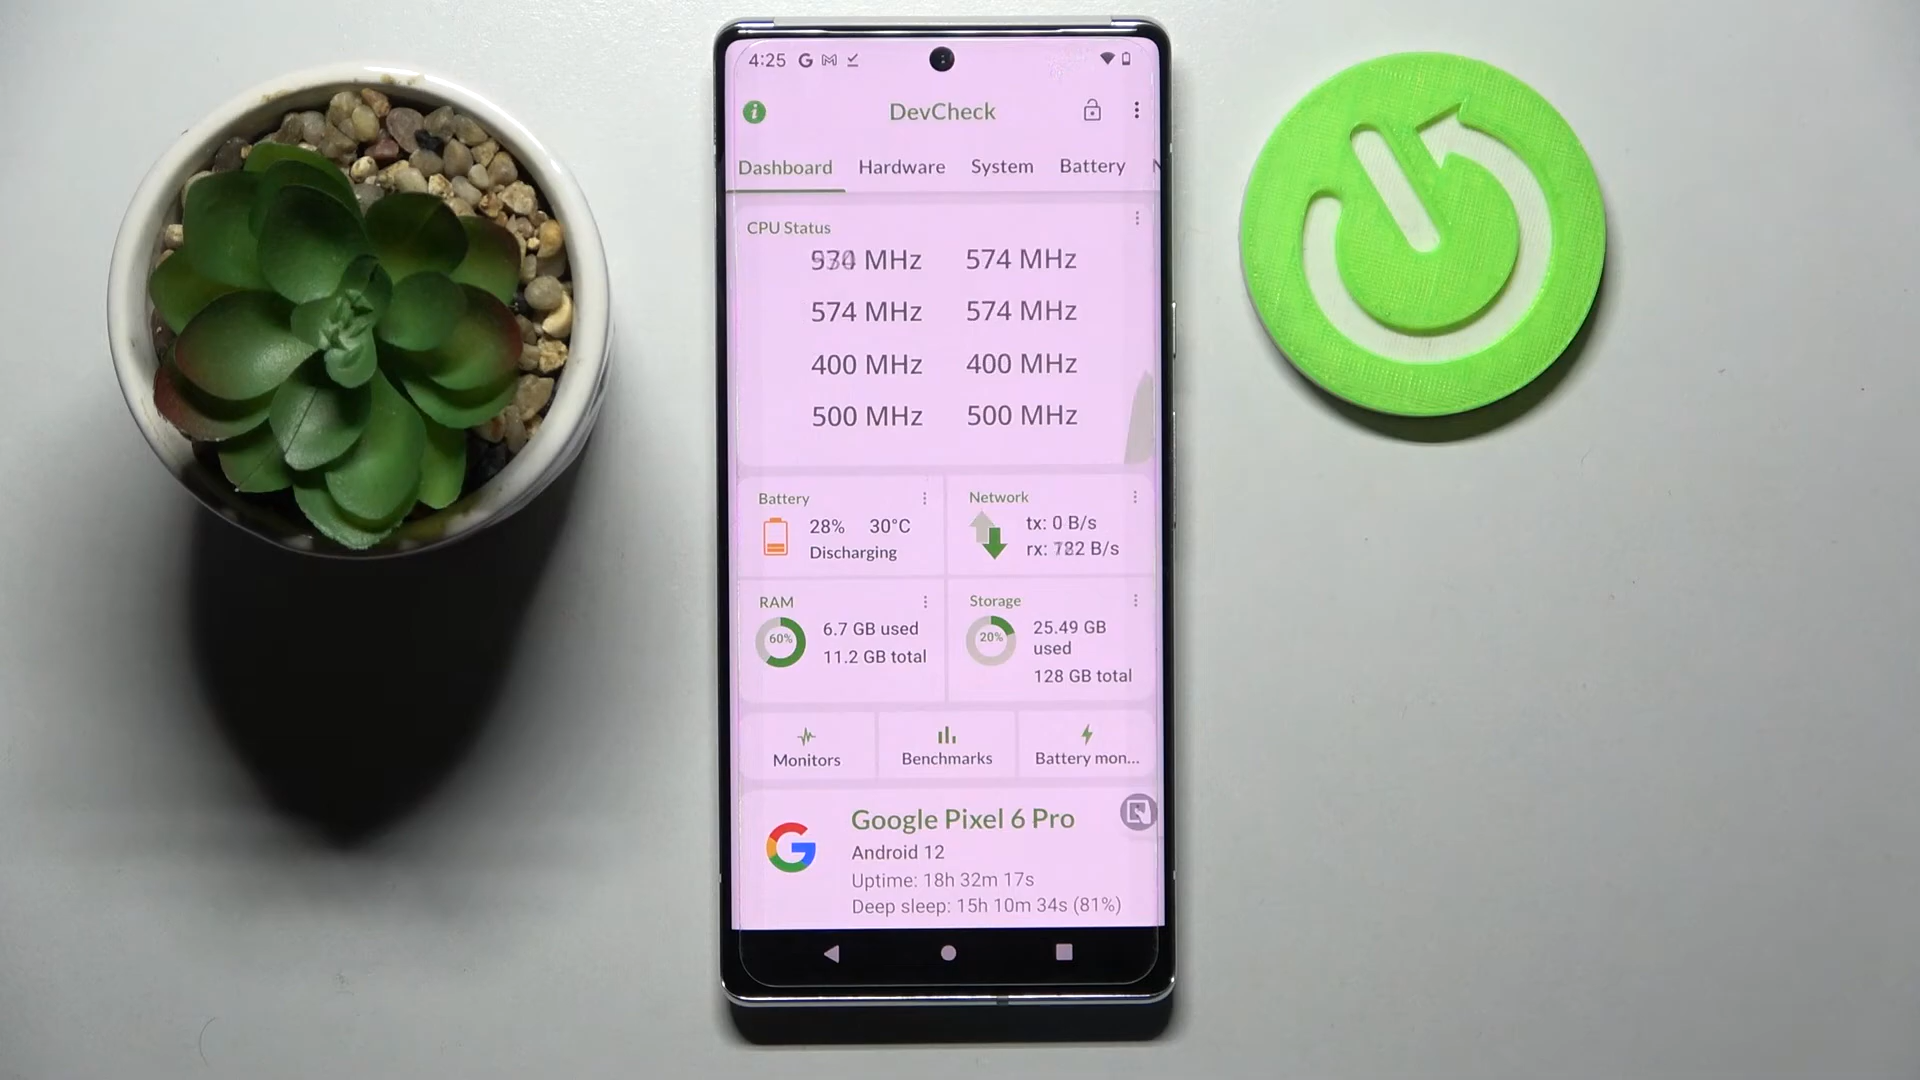 4:25
DevCheck
Dashboard Hardware System Battery
CPU Status
MHz 574 MHz
574 MHz 574 MHz
400 MHz 400 MHz
500 MHz 500 MHz
Battery
28% 30°C
Discharging
Network
tx: 0 B/s
rx: B/s
RAM
60%
6.7 GB used
11.2 GB total
Storage
20%
25.49 GB
used
128 GB total
Monitors
Benchmarks
Battery mon...
Google Pixel 6 Pro
Android 12
Uptime: 18h 32m 17s
Deep sleep: 15h 10m 34s (81%)